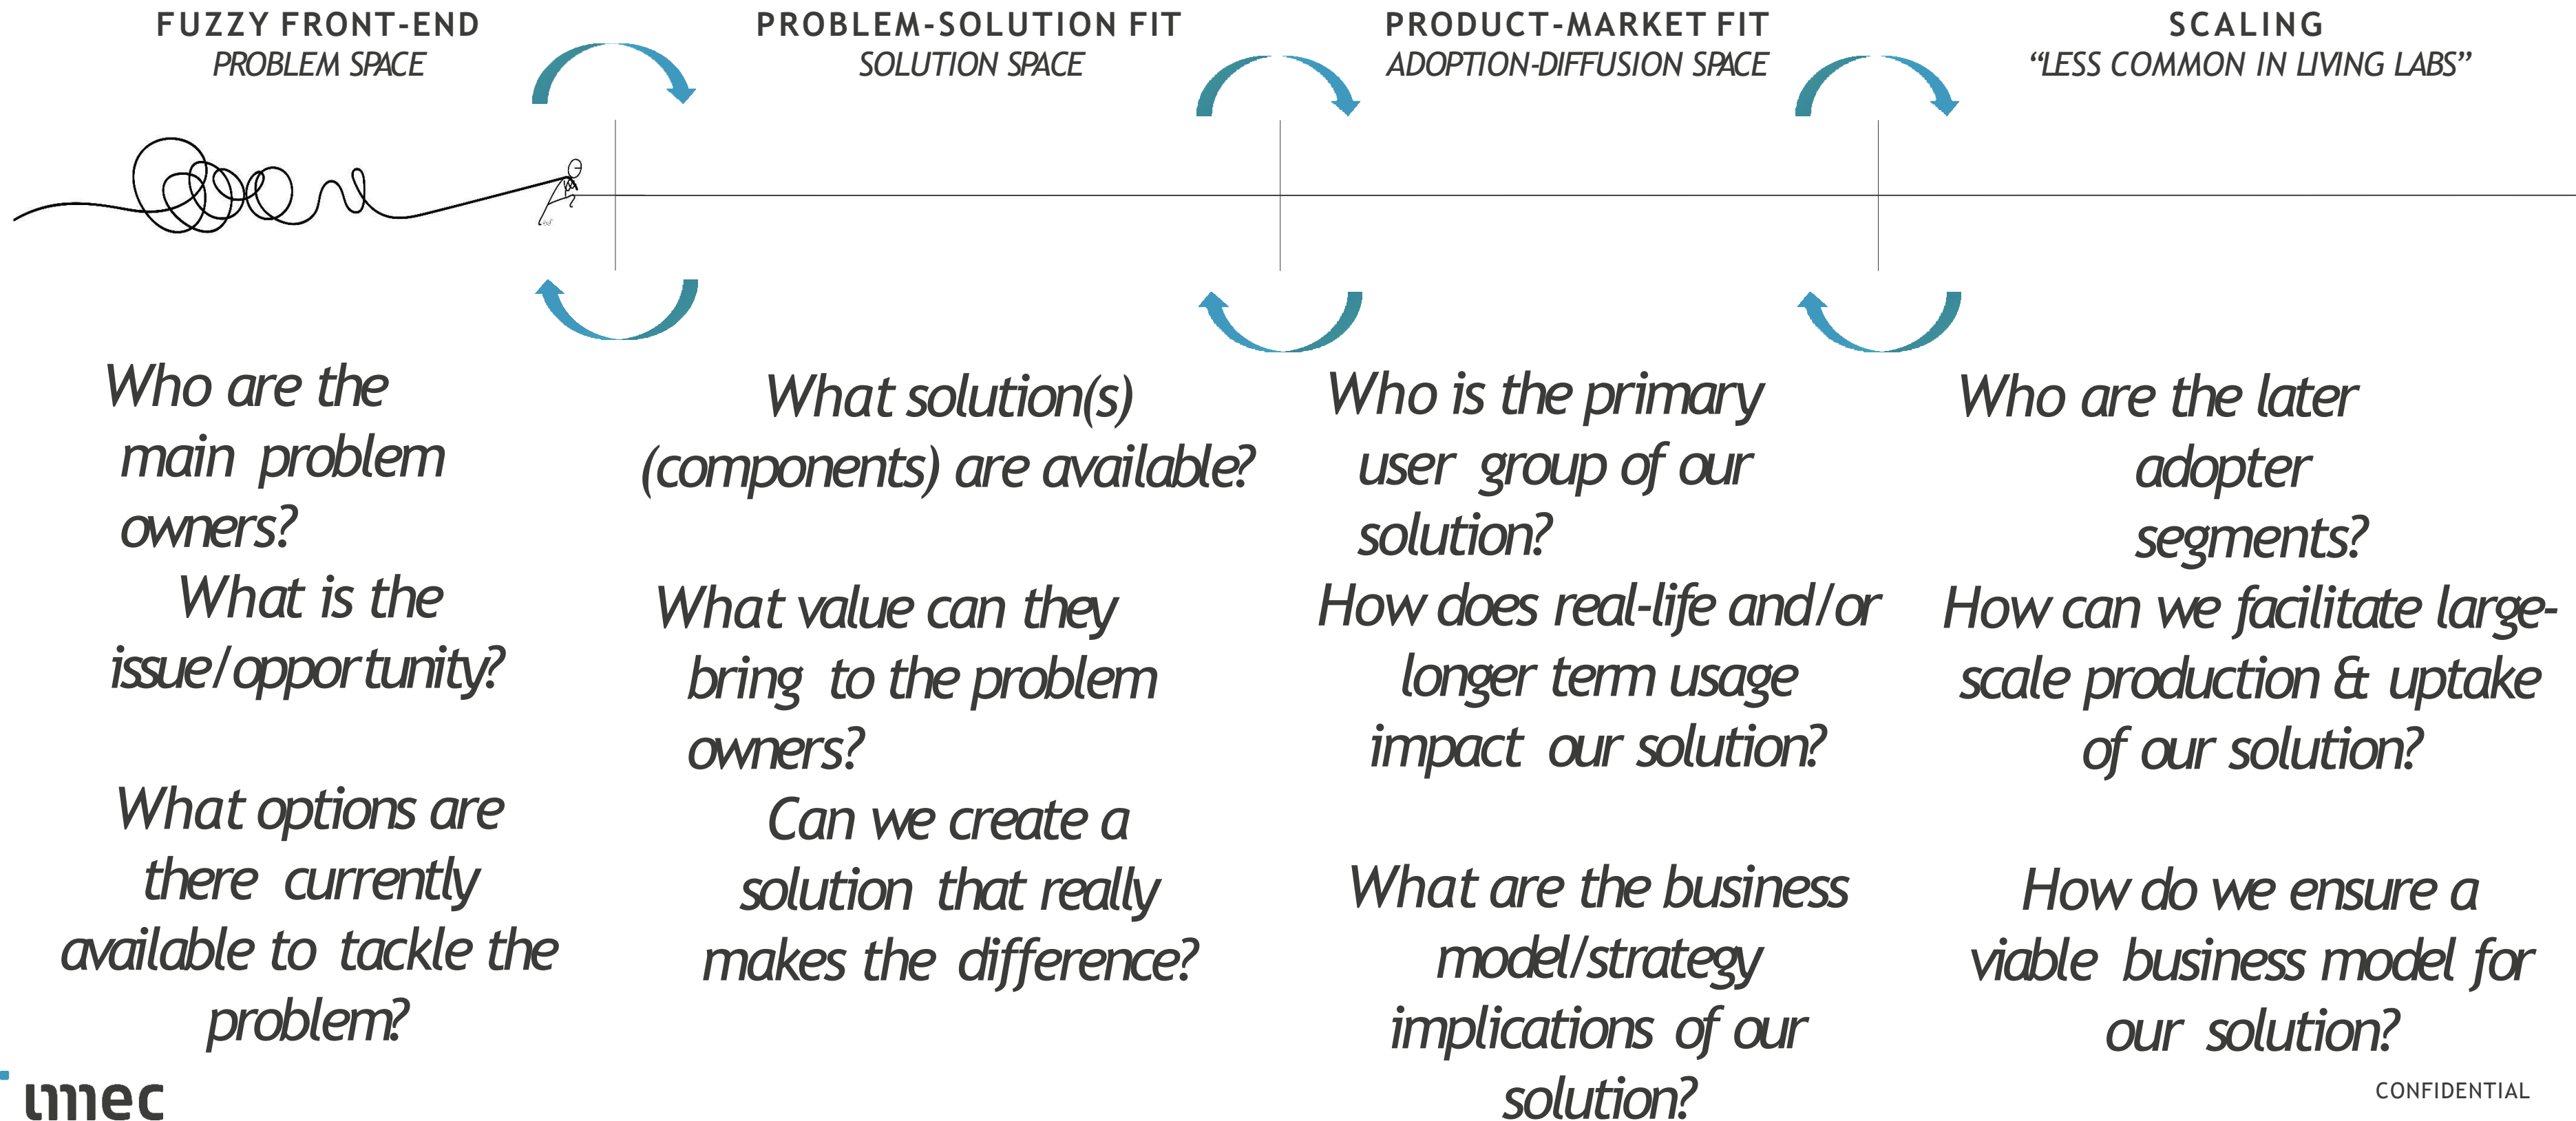 FUZZY FRONT-END
PROBLEM SPACE
PROBLEM-SOLUTION FIT
SOLUTION SPACE
PRODUCT-MARKET FIT
ADOPTION-DIFFUSION SPACE
SCALING
“LESS COMMON IN LIVING LABS”
Who are the
main problem
owners?
What is the
issue/opportunity?
What options are
there currently
available to tackle the
problem?
What solution(s)
(components) are available?
What value can they
bring to the problem
owners?
Can we create a
solution that really
makes the difference?
Who is the primary
user group of our
solution?
How does real-life and/or
longer term usage
impact our solution?
What are the business
model/strategy
implications of our
solution?
Who are the later
adopter
segments?
How can we facilitate large-
scale production & uptake
of our solution?
How do we ensure a
viable business model for
our solution?
imec
CONFIDENTIAL